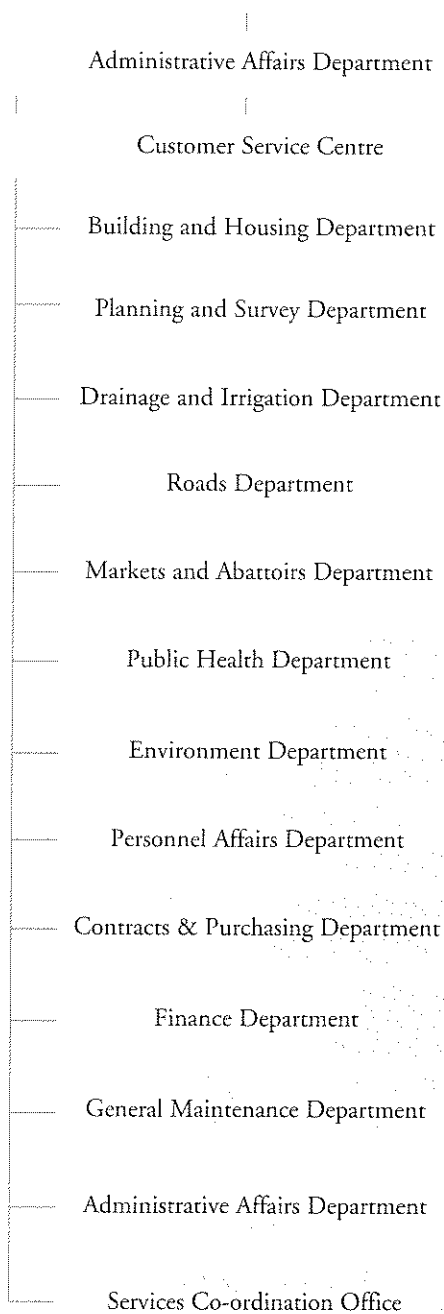 Administrative Affairs Department
Customer Service Centre
Building and Housing Department
Planning and Survey Department
Drainage and Irrigation Department
Roads Department
Markets and Abattoirs Department
Public Health Department
Environment Department
Personnel Affairs Department
Contracts & Purchasing Department
Finance Department
General Maintenance Department
Administrative Affairs Department
Services Co-ordination Office